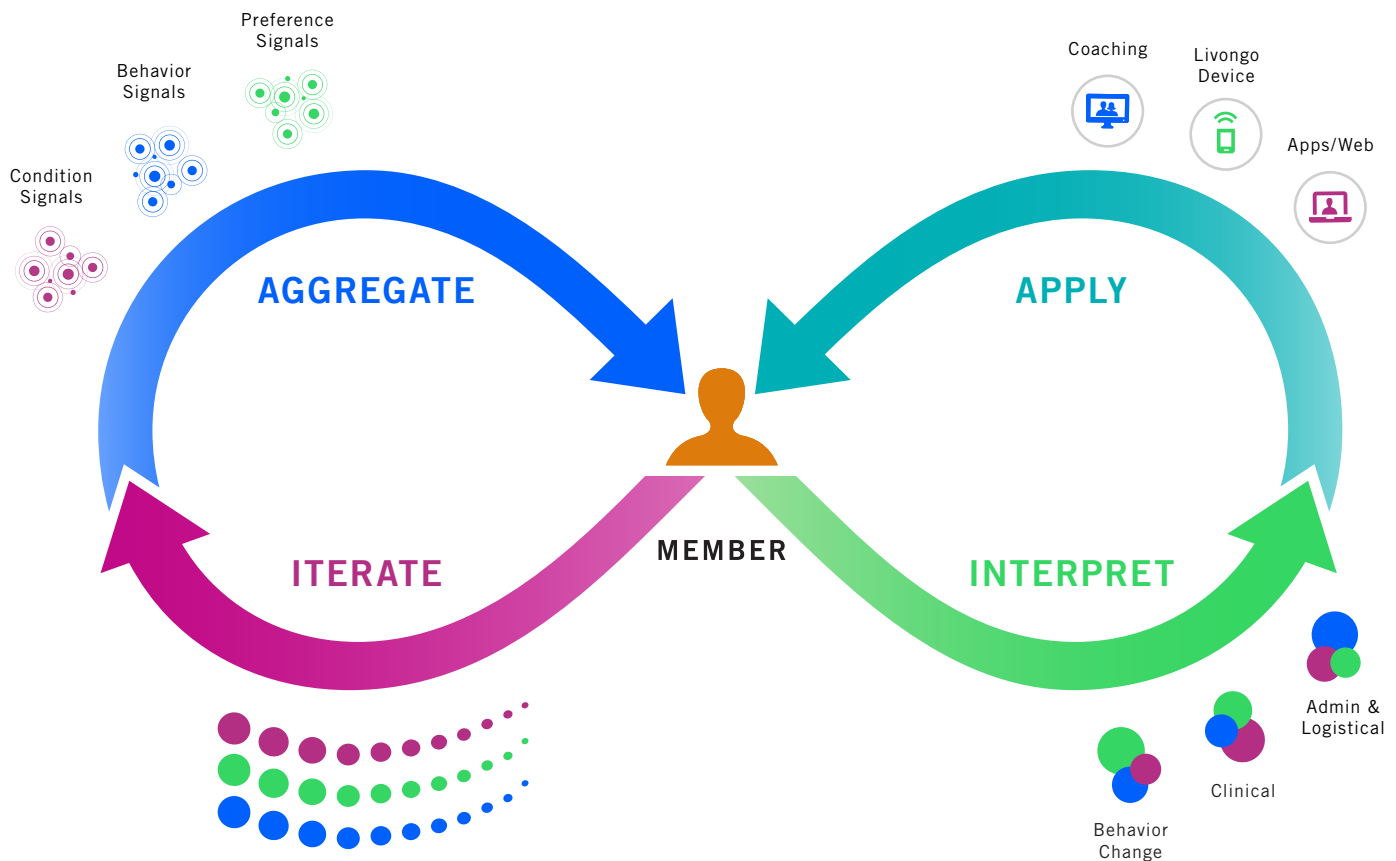 Preference
Signals
Behavior
Signals
Condition
Signals
Coaching
Livongo
Device
Apps/Web
AGGREGATE
APPLY
MEMBER
ITERATE
INTERPRET
Admin &
Logistical
Clinical
Behavior
Change